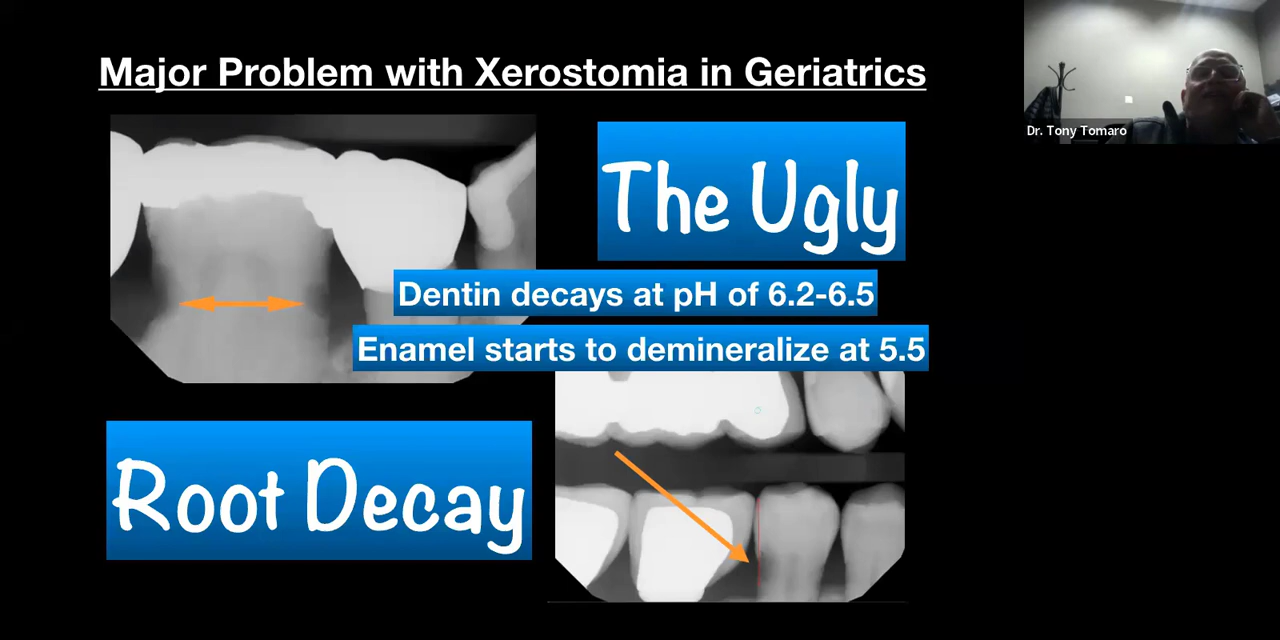 Major Problem with Xerostomia in Geriatrics
Dr. Tony Tomaro
The Ugly
Dentin decays at pH of 6.2-6.5
Enamel starts to demineralize at 5.5
Root Decay